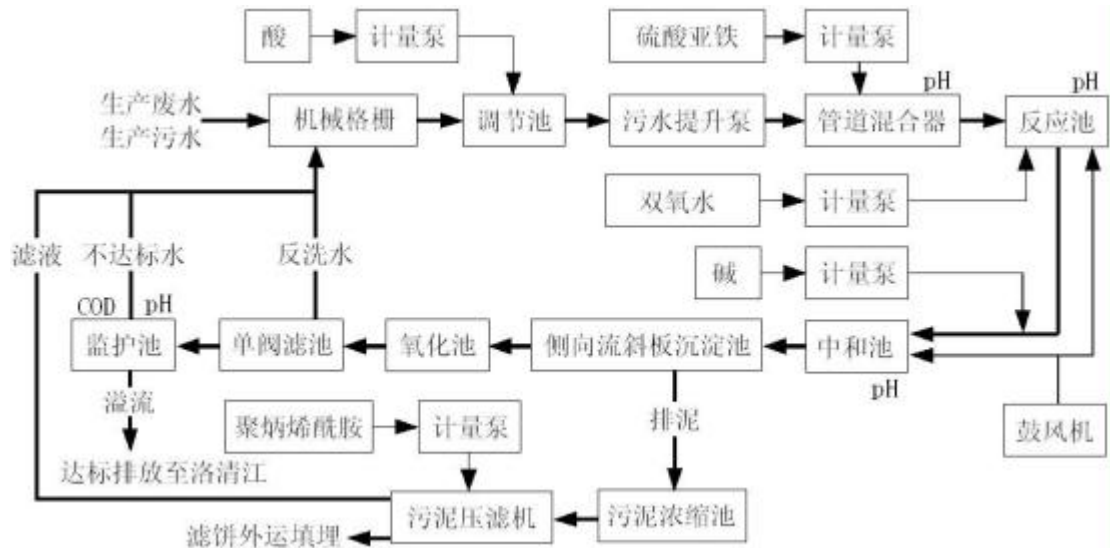 酸
计量泵
硫酸亚铁
计量泵
生产废水
生产污水
机械格栅
调节池
污水提升泵
pH
管道混合器
pH
反应池
双氧水
计量泵
滤液
不达标水
反洗水
碱
计量泵
COD
pH
监护池
单阀滤池
氧化池
侧向流斜板沉淀池
中和池
pH
溢流
聚炳烯酰胺
计量泵
排泥
鼓风机
达标排放至洛清江
污泥压滤机
污泥浓缩池
滤饼外运填埋